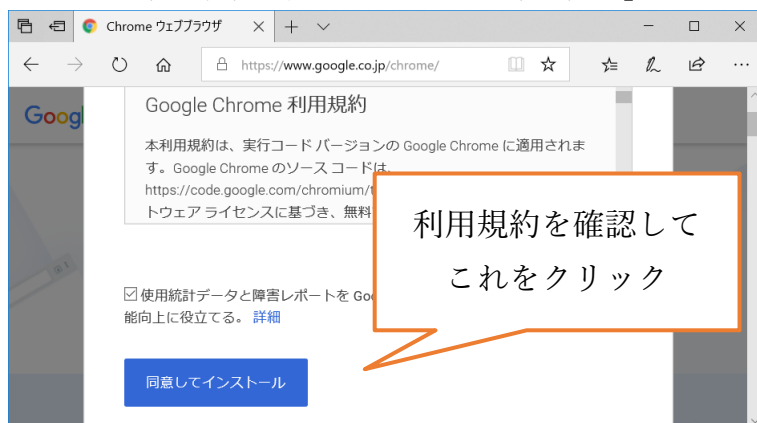 Chrome ウェブブラウザ
https://www.google.co.jp/chrome/
Goog
Google Chrome 利用規約
本利用規約は、実行コード バージョンの Google Chrome に適用されま
す。Google Chrome のソース コードは、
https://code.google.com/chromium/t
トウェア ライセンスに基づき、無料
利用規約を確認して
これをクリック
使用統計データと障害レポートを Goo
能向上に役立てる。 詳細
同意してインストール